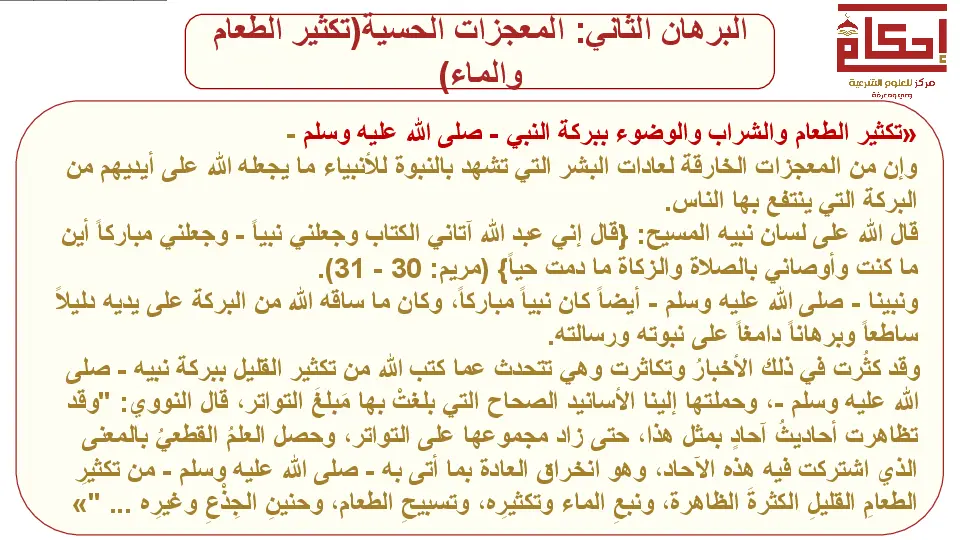 البرهان الثاني: المعجزات الحسية(تكثير الطعام
والماء)
إحكام
مركز للعلوم الشرعية
وعي ومعرفة
«تكثير الطعام والشراب والوضوء ببركة النبي - صلى الله عليه وسلم -
وإن من المعجزات الخارقة لعادات البشر التي تشهد بالنبوة للأنبياء ما يجعله الله على أيديهم من
البركة التي ينتفع بها الناس.
قال الله على لسان نبيه المسيح: {قال إني عبد الله آتاني الكتاب وجعلني نبياً - وجعلني مباركاً أين
ما كنت وأوصاني بالصلاة والزكاة ما دمت حياً} (مريم: 30 - 31).
ونبينا - صلى الله عليه وسلم - أيضاً كان نبياً مباركاً، وكان ما ساقه الله من البركة على يديه دليلاً
ساطعاً وبرهاناً دامغاً على نبوته ورسالته.
وقد كثُرت في ذلك الأخبارُ وتكاثرت وهي تتحدث عما كتب الله من تكثير القليل ببركة نبيه - صلى
الله عليه وسلم -، وحملتها إلينا الأسانيد الصحاح التي بلغتْ بها مَبلغَ التواتر، قال النووي: "وقد
تظاهرت أحاديثُ آحادٍ بمثل هذا، حتى زاد مجموعها على التواتر، وحصل العلمُ القطعيُ بالمعنى
الذي اشتركت فيه هذه الآحاد، وهو انخراق العادة بما أتى به - صلى الله عليه وسلم - من تكثيرِ
الطعامِ القليلِ الكثرةَ الظاهرة، ونبعِ الماء وتكثيرِه، وتسبيحِ الطعام، وحنينِ الجِذْعِ وغيرِه ... "»